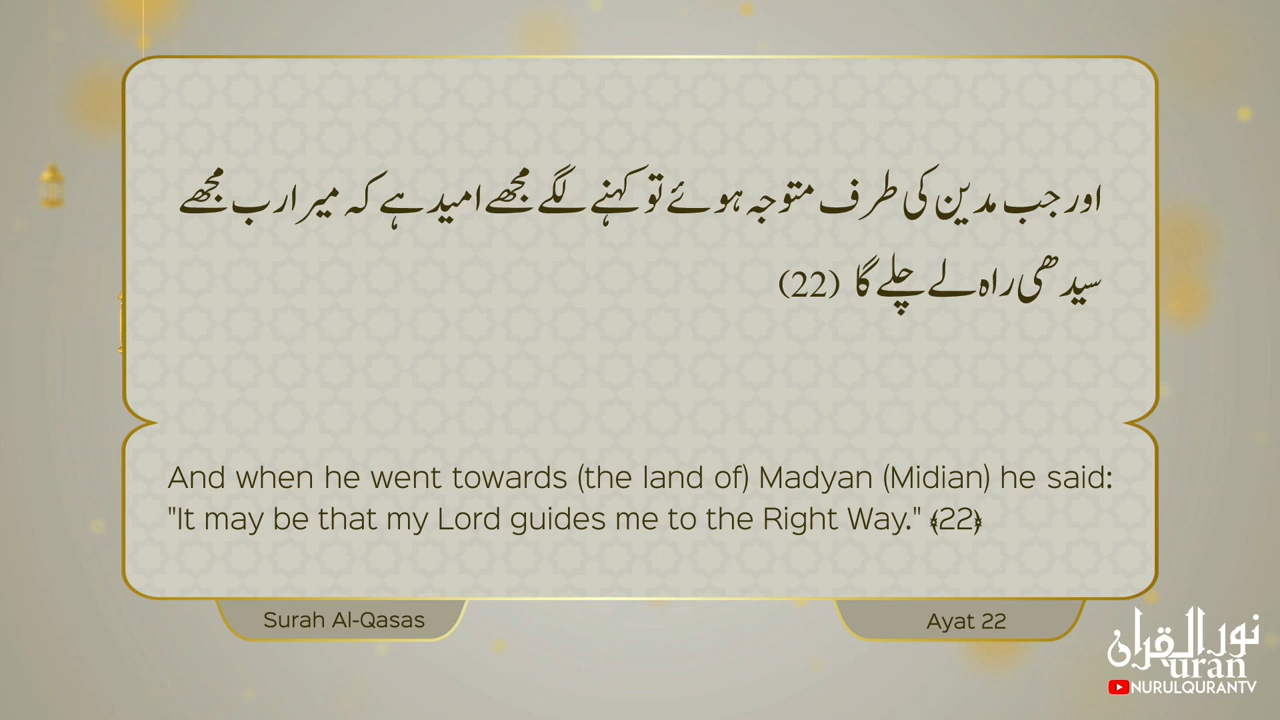 اور جب مدین کی طرف متوجہ ہوئے تو کہنے لگے مجھے امید ہے کہ میرا رب مجھے
سیدھی راہ لے چلے گا (22)
And when he went towards (the land of) Madyan (Midian) he said:
"It may be that my Lord guides me to the Right Way." ﴾22﴿
Surah Al-Qasas
Ayat 22
نور القران
uran
NURULQURANTV